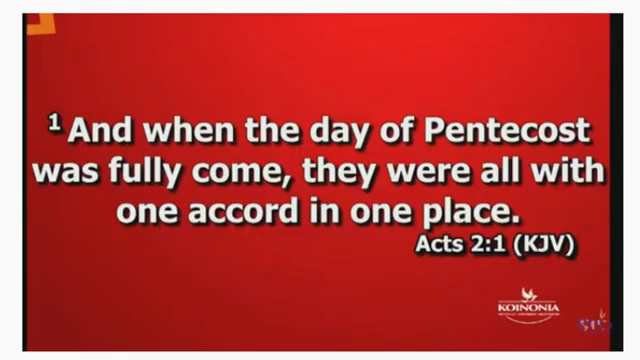 1 And when the day of Pentecost
was fully come, they were all with
one accord in one place.
Acts 2:1 (KJV)
KOINONIA